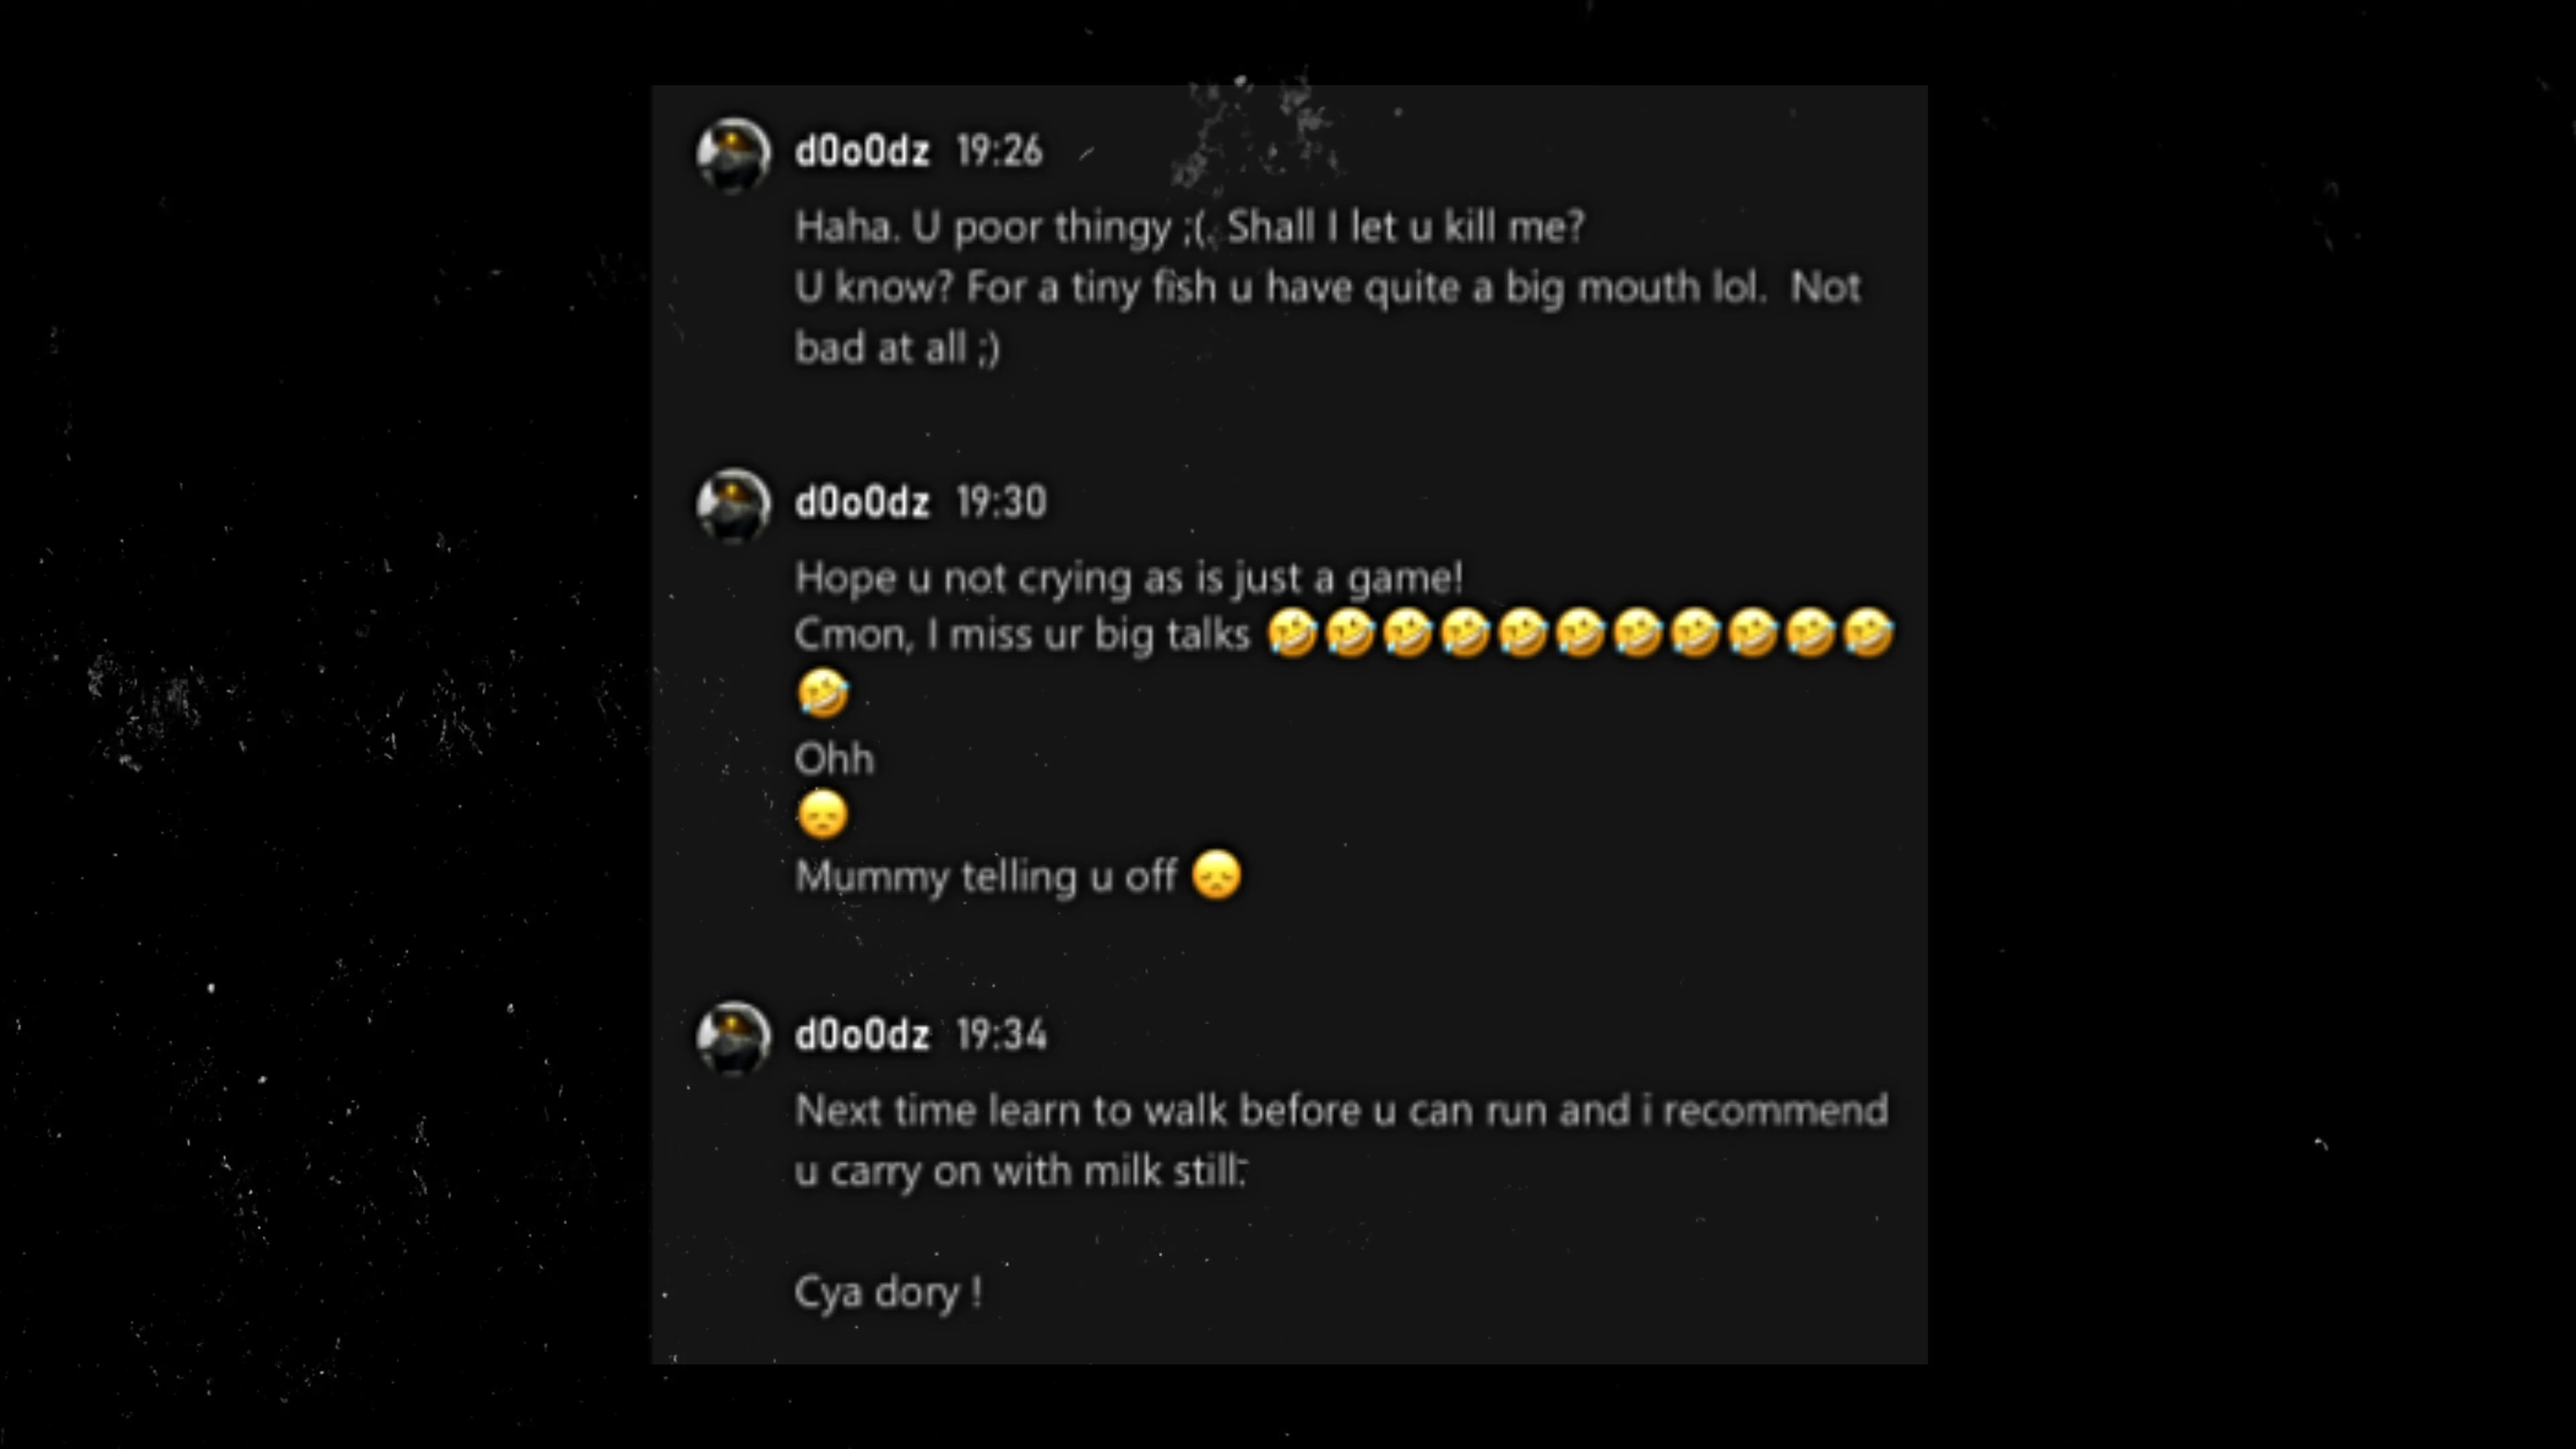 d0o0dz 19:26
Haha. U poor thingy ;(. Shall I let u kill me?
U know? For a tiny fish u have quite a big mouth lol.  Not
bad at all ;)
d0o0dz 19:30
Hope u not crying as is just a game!
Cmon, I miss ur big talks 🤣🤣🤣🤣🤣🤣🤣🤣🤣🤣🤣
🤣
Ohh
😞
Mummy telling u off 😞
d0o0dz 19:34
Next time learn to walk before u can run and i recommend
u carry on with milk still.
Cya dory !